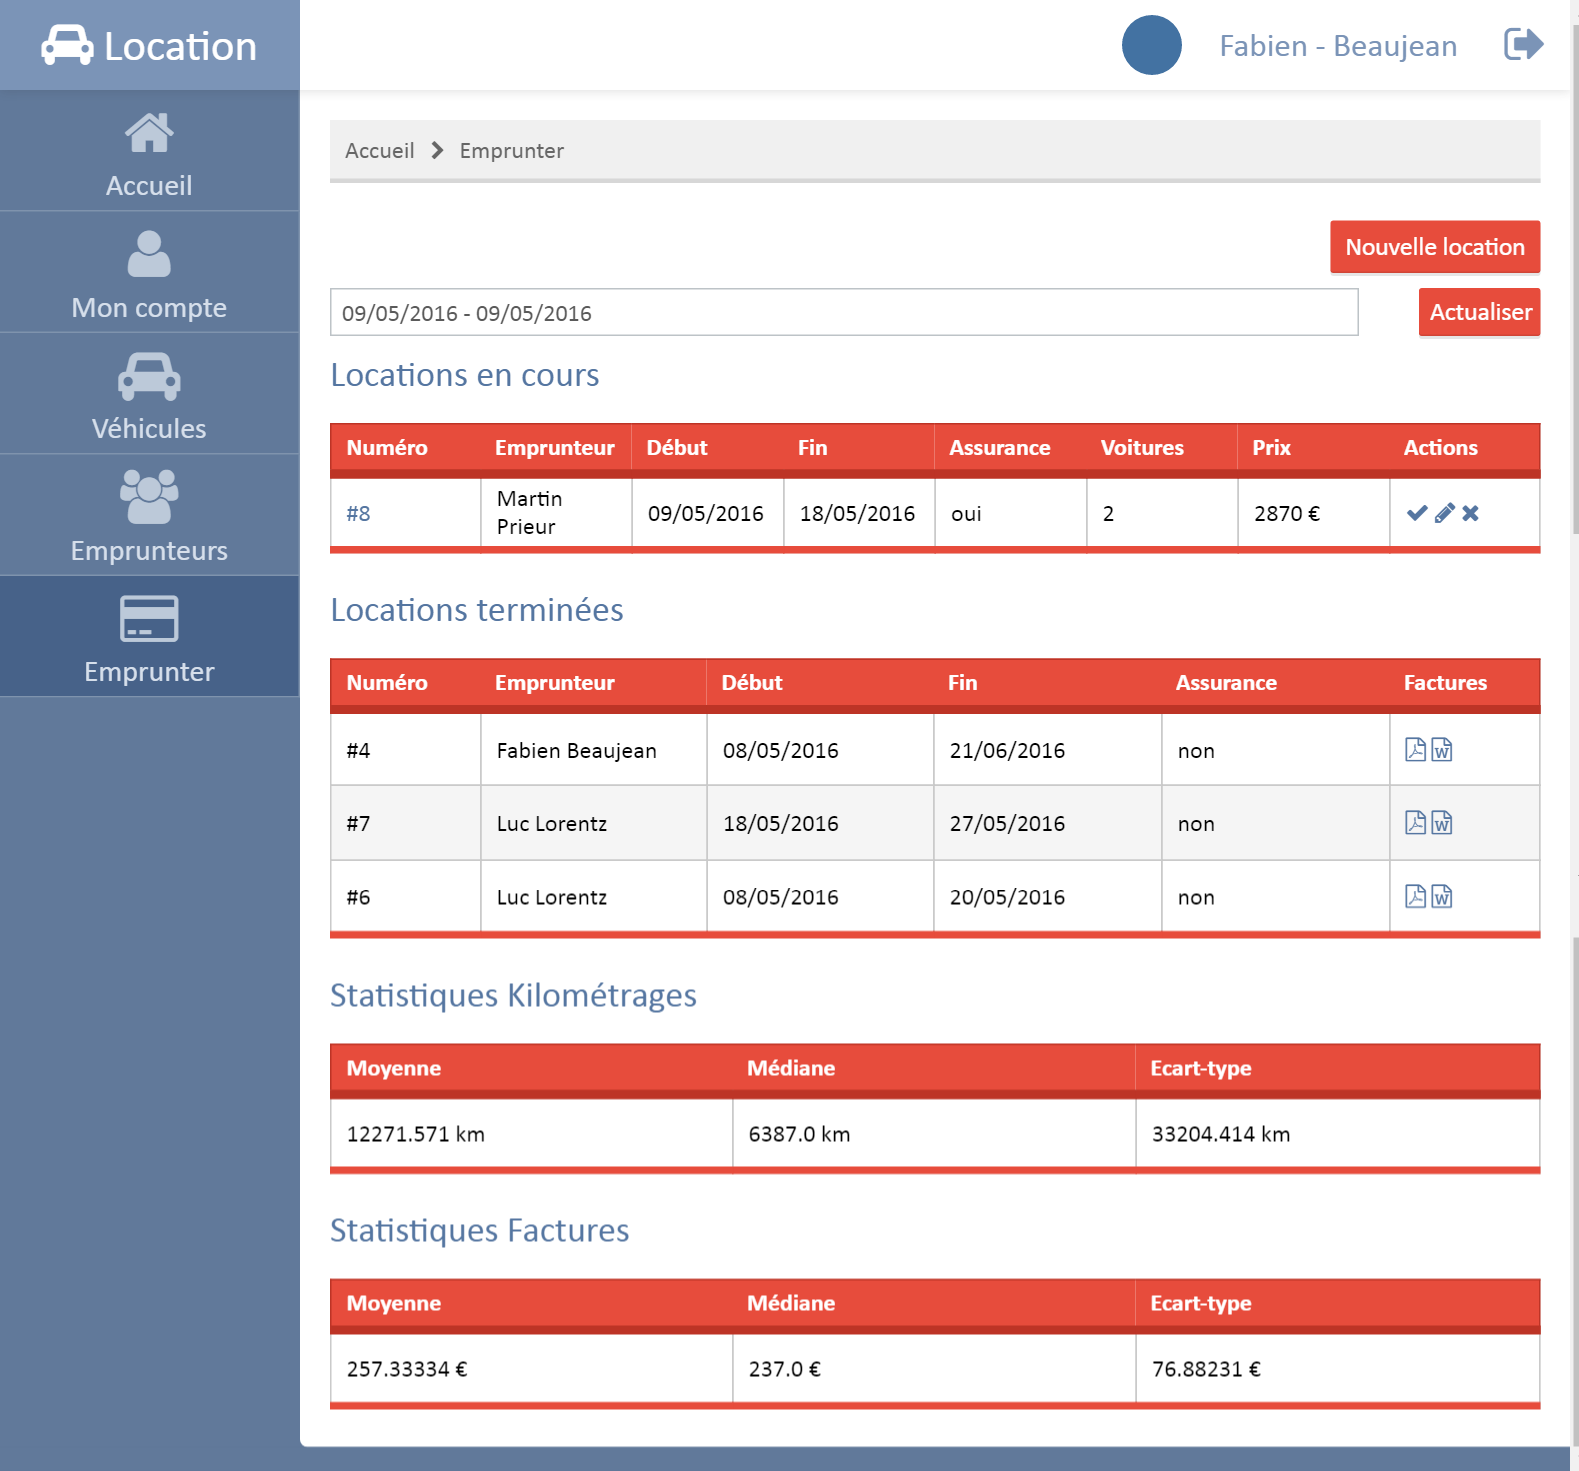 Location
Fabien - Beaujean
Accueil
Mon compte
Véhicules
Emprunteurs
Emprunter
Accueil Emprunter
Nouvelle location
09/05/2016 - 09/05/2016
Actualiser
Locations en cours
Numéro Emprunteur Début Fin Assurance Voitures Prix Actions
#8 Martin Prieur 09/05/2016 18/05/2016 oui 2 2870 €
Locations terminées
Numéro Emprunteur Début Fin Assurance Factures
#4 Fabien Beaujean 08/05/2016 21/06/2016 non
#7 Luc Lorentz 18/05/2016 27/05/2016 non
#6 Luc Lorentz 08/05/2016 20/05/2016 non
Statistiques Kilométrages
Moyenne Médiane Ecart-type
12271.571 km 6387.0 km 33204.414 km
Statistiques Factures
Moyenne Médiane Ecart-type
257.33334 € 237.0 € 76.88231 €